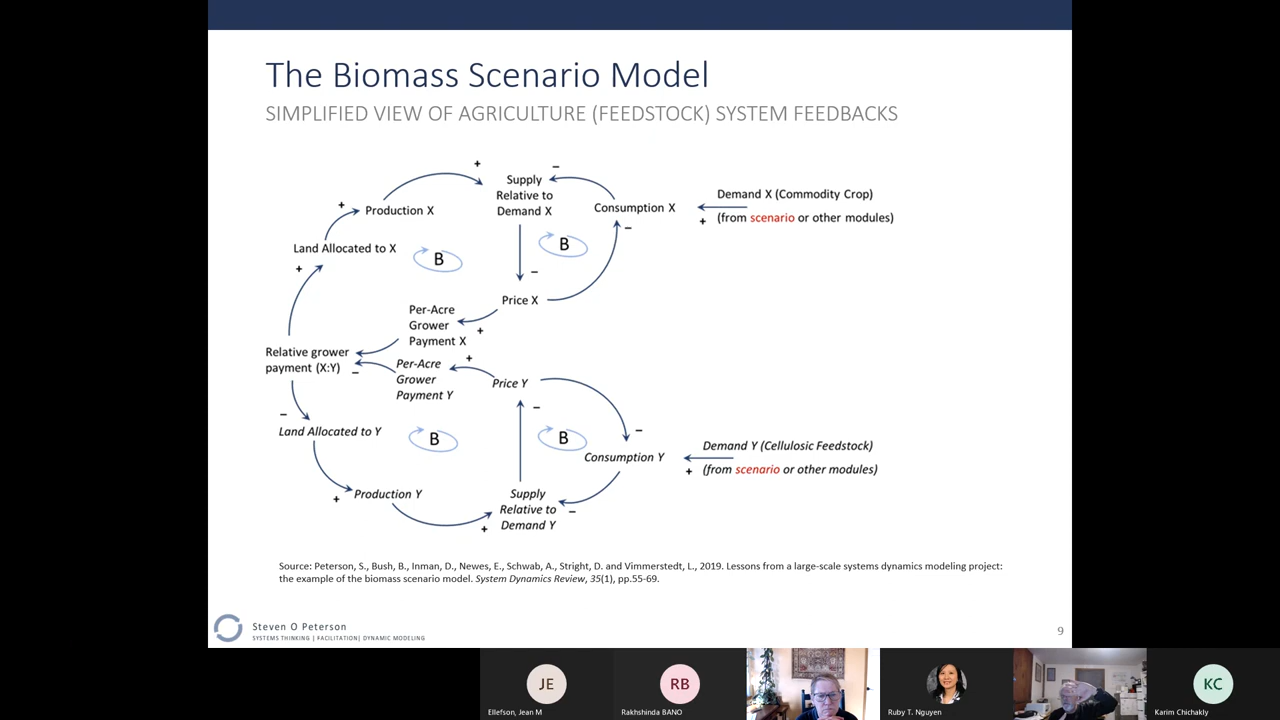 The Biomass Scenario Model
SIMPLIFIED VIEW OF AGRICULTURE (FEEDSTOCK) SYSTEM FEEDBACKS
+
Supply
Relative to
Demand X
–
Production X
+
Consumption X
Demand X (Commodity Crop)
+
(from scenario or other modules)
–
Land Allocated to X
+
B
B
–
Price X
Per-Acre
Grower
Payment X
+
Relative grower
payment (X:Y)
–
Per-Acre
Grower
Payment Y
+
Price Y
–
–
Land Allocated to Y
–
B
B
Consumption Y
Demand Y (Cellulosic Feedstock)
+
(from scenario or other modules)
Production Y
+
Supply
Relative to
Demand Y
–
+
Source: Peterson, S., Bush, B., Inman, D., Newes, E., Schwab, A., Stright, D. and Vimmerstedt, L., 2019. Lessons from a large-scale systems dynamics modeling project:
the example of the biomass scenario model. System Dynamics Review, 35(1), pp.55-69.
Steven O Peterson
SYSTEMS THINKING | FACILITATION| DYNAMIC MODELING
9
JE
RB
KC
Ellefson, Jean M
Rakhshinda BANO
Ruby T. Nguyen
Karim Chichakly